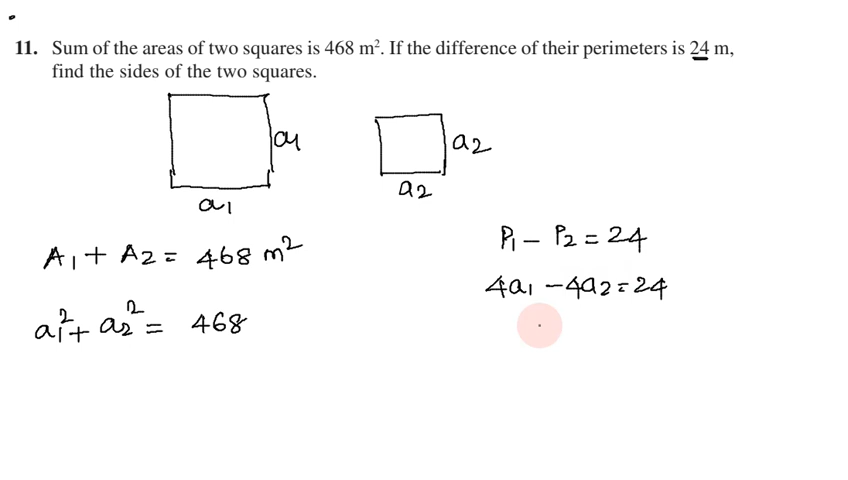 11. Sum of the areas of two squares is 468 m². If the difference of their perimeters is 24 m,
find the sides of the two squares.
a₁
a₂
a₁
a₂
A₁ + A₂ = 468 m²
P₁ - P₂ = 24
4a₁ - 4a₂ = 24
a₁² + a₂² = 468